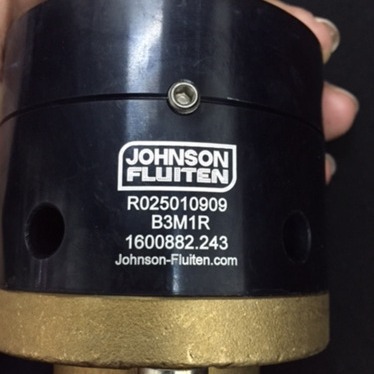 JOHNSON
FLUITEN
R025010909
B3M1R
1600882.243
Johnson-Fluiten.com